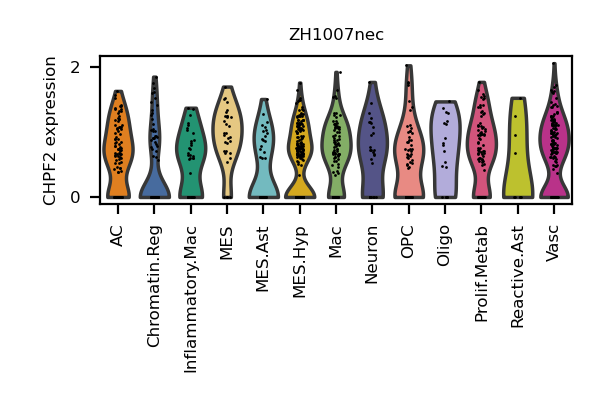 ZH1007nec
CHPF2 expression
2
0
AC
Chromatin.Reg
Inflammatory.Mac
MES
MES.Ast
MES.Hyp
Mac
Neuron
OPC
Oligo
Prolif.Metab
Reactive.Ast
Vasc